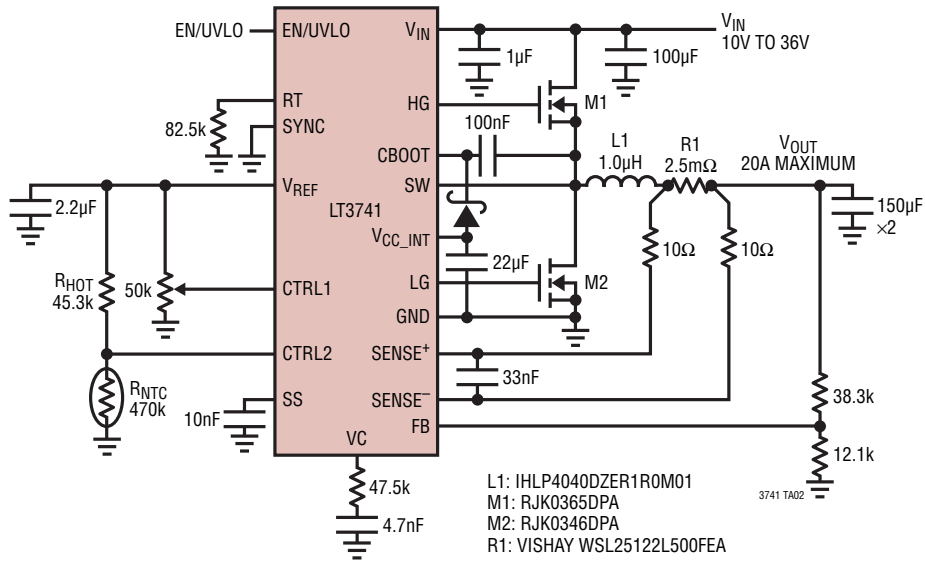 EN/UVLO
EN/UVLO
VIN
VIN
10V TO 36V
1µF
100µF
RT
82.5k
SYNC
HG
M1
100nF
CBOOT
L1
1.0µH
R1
2.5mΩ
VOUT
20A MAXIMUM
VREF
SW
2.2µF
LT3741
150µF
×2
VCC_INT
22µF
10Ω
10Ω
RHOT
45.3k
50k
CTRL1
LG
M2
GND
CTRL2
SENSE+
33nF
RNTC
470k
SENSE−
38.3k
SS
10nF
FB
VC
12.1k
47.5k
4.7nF
3741 TA02
L1: IHLP4040DZER1R0M01
M1: RJK0365DPA
M2: RJK0346DPA
R1: VISHAY WSL25122L500FEA